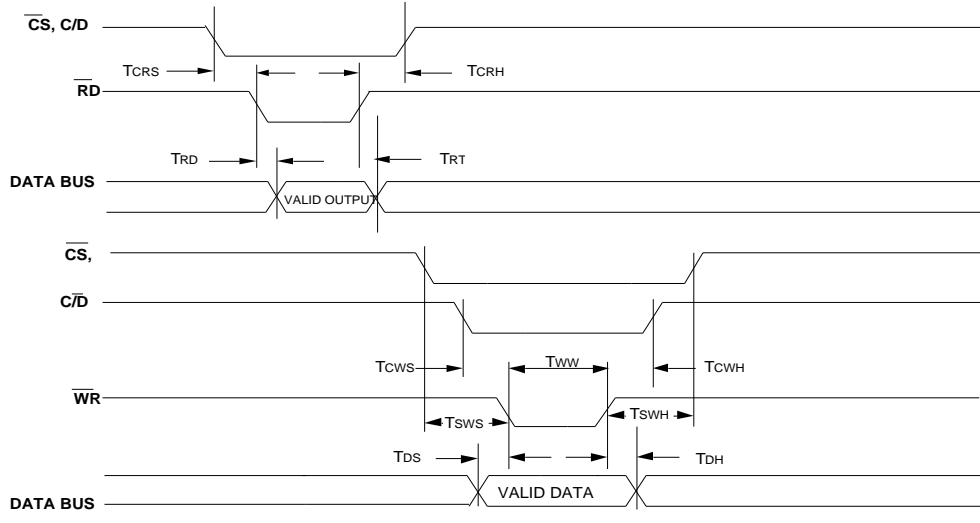 CS, C/D
TCRS
TCRH
RD
TRD
TRT
DATA BUS
VALID OUTPUT
CS,
C/D
TCWS
TWW
TCWH
WR
TSWS
TSWH
TDS
TDH
VALID DATA
DATA BUS